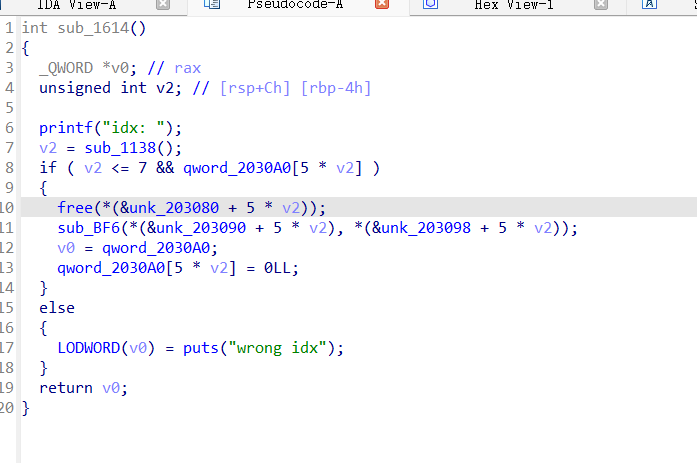 IDA View-A Pseudocode-A Hex View-1 A
1 int sub_1614()
2 {
3 _QWORD *v0; // rax
4 unsigned int v2; // [rsp+Ch] [rbp-4h]
5
6 printf("idx: ");
7 v2 = sub_1138();
8 if ( v2 <= 7 && qword_2030A0[5 * v2] )
9 {
10 free(*(&unk_203080 + 5 * v2));
11 sub_BF6(*(&unk_203090 + 5 * v2), *(&unk_203098 + 5 * v2));
12 v0 = qword_2030A0;
13 qword_2030A0[5 * v2] = 0LL;
14 }
15 else
16 {
17 LODWORD(v0) = puts("wrong idx");
18 }
19 return v0;
20 }